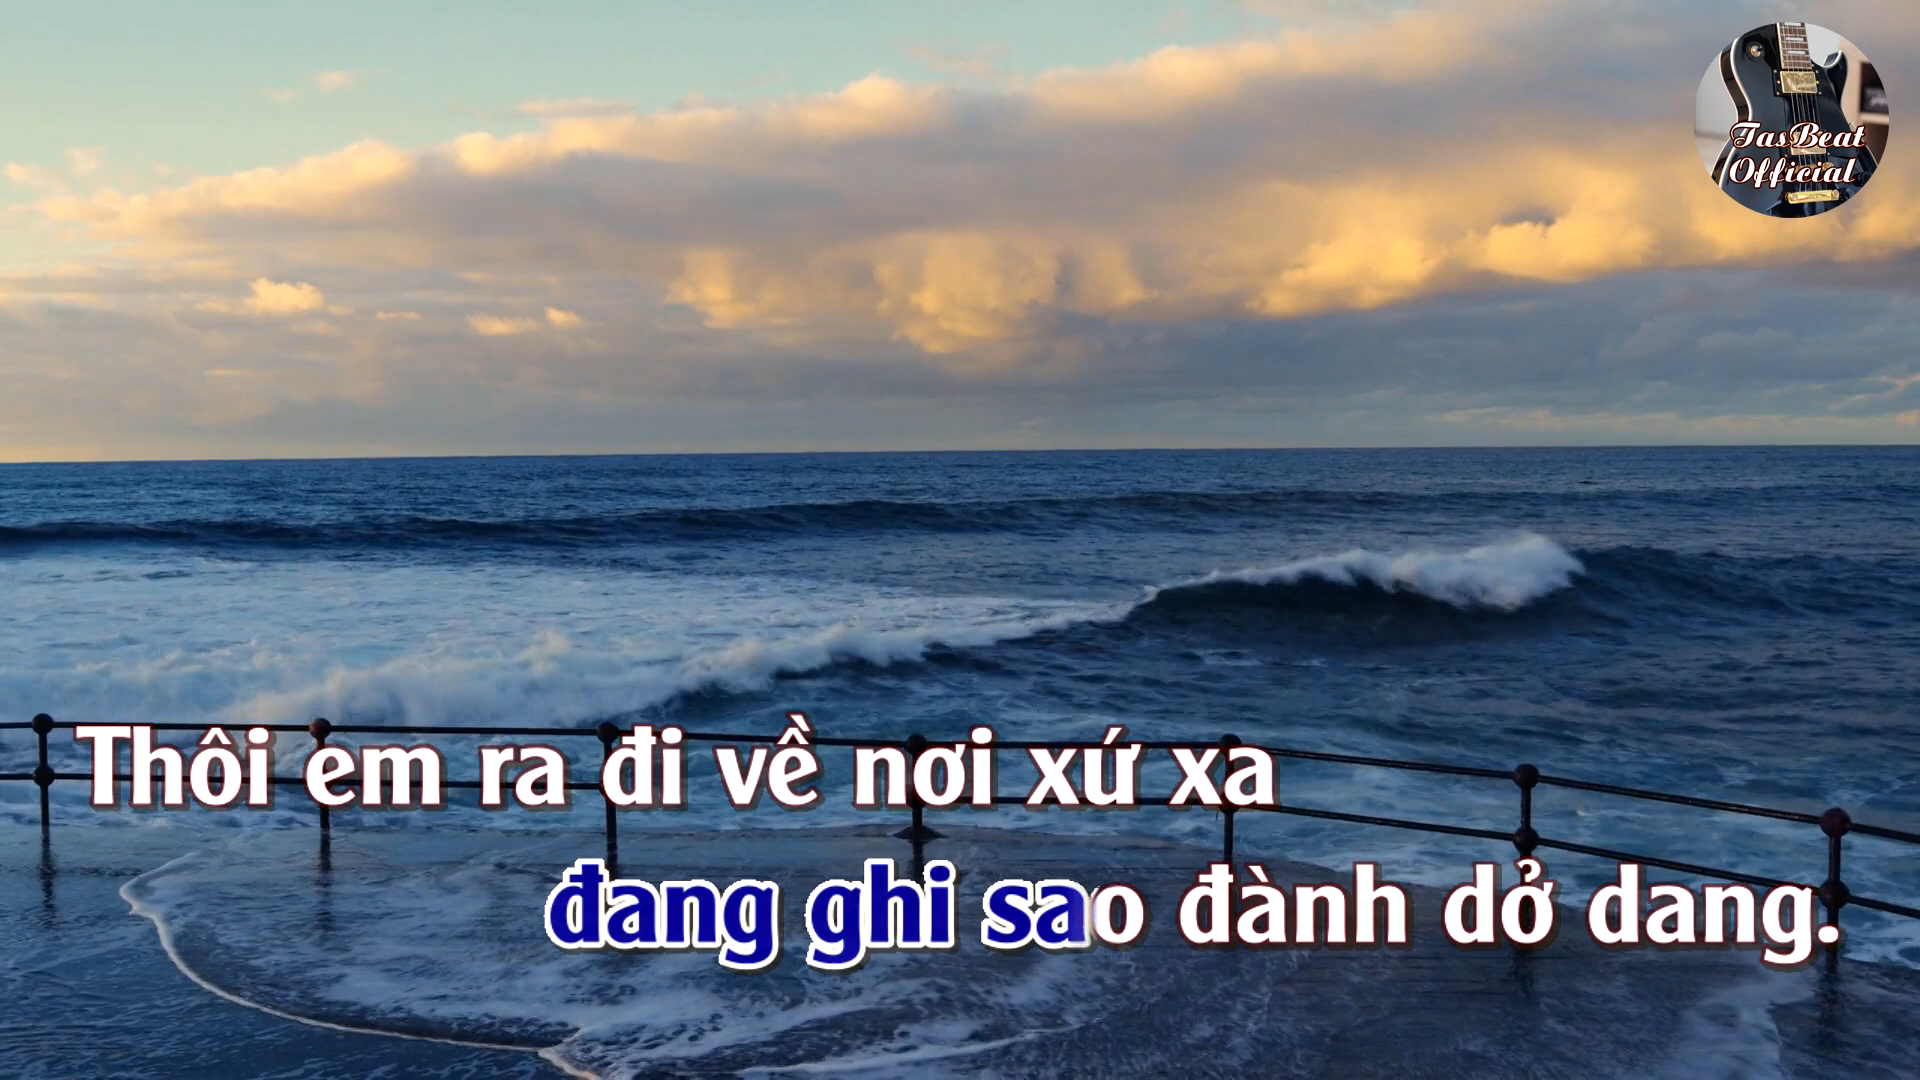 TasBeat
Official
Thôi em ra đi về nơi xứ xa
đang ghi sao đành dở dang.